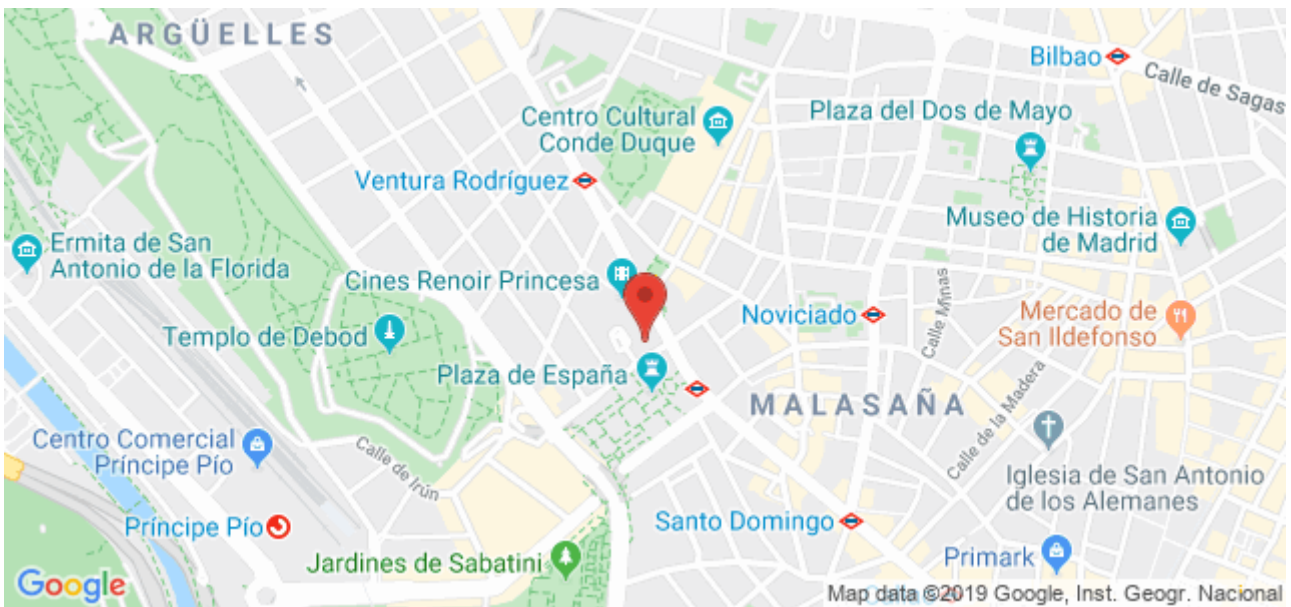 ARGÜELLES
Bilbao
Calle de Sagas
Centro Cultural
Conde Duque
Plaza del Dos de Mayo
Ventura Rodríguez
Museo de Historia
de Madrid
Ermita de San
Antonio de la Florida
Cines Renoir Princesa
Noviciado
Calle Minas
Mercado de
San Ildefonso
Templo de Debod
Plaza de España
MALASAÑA
Calle de la Madera
Centro Comercial
Príncipe Pío
Calle de Irún
Iglesia de San Antonio
de los Alemanes
Príncipe Pío
Santo Domingo
Jardines de Sabatini
Primark
Google
Map data ©2019 Google, Inst. Geogr. Nacional